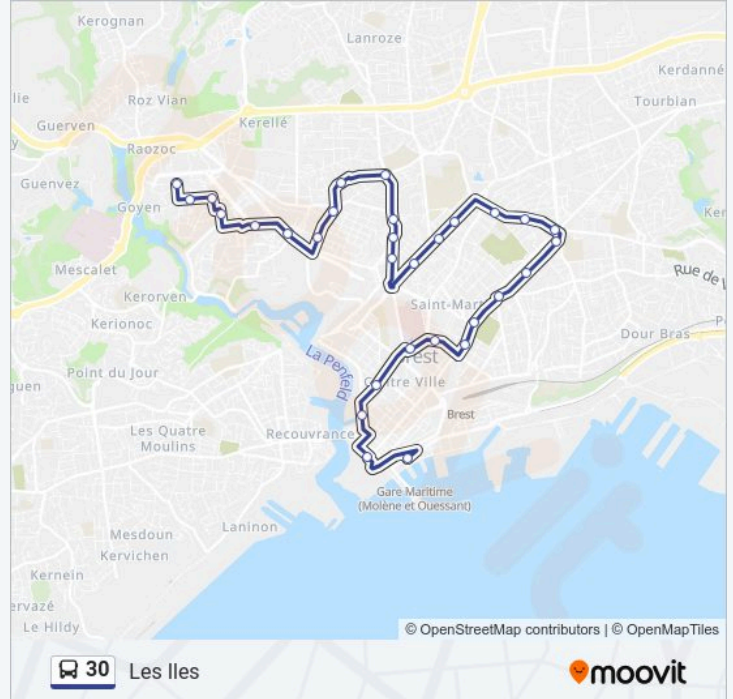 Kerognan
Lanroze
Kerdanné
lie
Roz Vian
Tourbian
Guerven
Kerellé
Raozoc
Guenvez
Goyen
Ker
Mescalet
Rue de
Kerorven
Saint-Mar
Kerionoc
Dour Bras
La Penfeld
rest
Point du Jour
Centre Ville
guen
Brest
Les Quatre
Moulins
Recouvrance
Gare Maritime
(Molène et Ouessant)
Laninon
Mesdoun
Kervichen
Kernein
ervazé
Le Hildy
© OpenStreetMap contributors | © OpenMapTiles
30 Les Iles
moovit